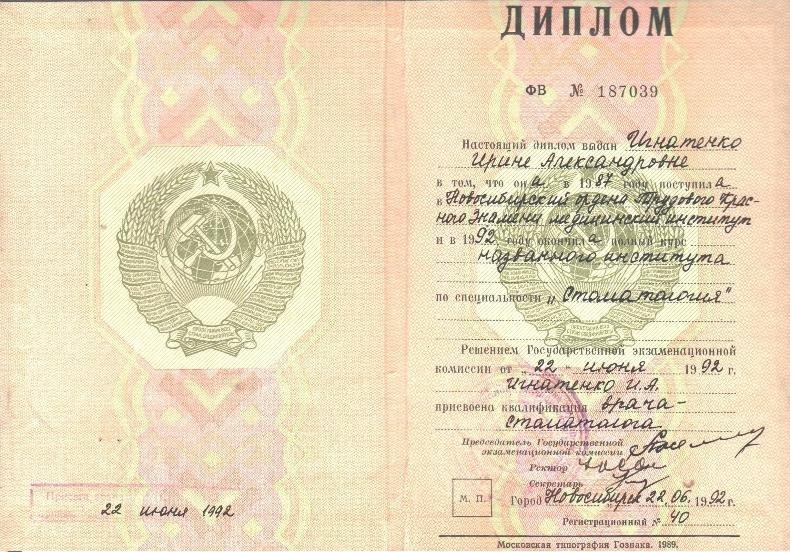 22 июня 1992
ДИПЛОМ
ФВ № 187039
Настоящий диплом выдан Игнатенко
Ирине Александровне
в том, что она в 1987 году поступила
в Новосибирский ордена Трудового Крас-
ного Знамени медицинский институт
и в 1992 году окончила полный курс
названного института
по специальности „Стоматология"
Решением Государственной экзаменационной
комиссии от „22 - июня 1992 г.
Игнатенко И.А.
присвоена квалификация врача-
стоматолога
Председатель Государственной
экзаменационной комиссии
Ректор
Секретарь
М. П. Город Новосибирск 22.06.1992 г.
Регистрационный № 40
Московская типография Гознака. 1989.